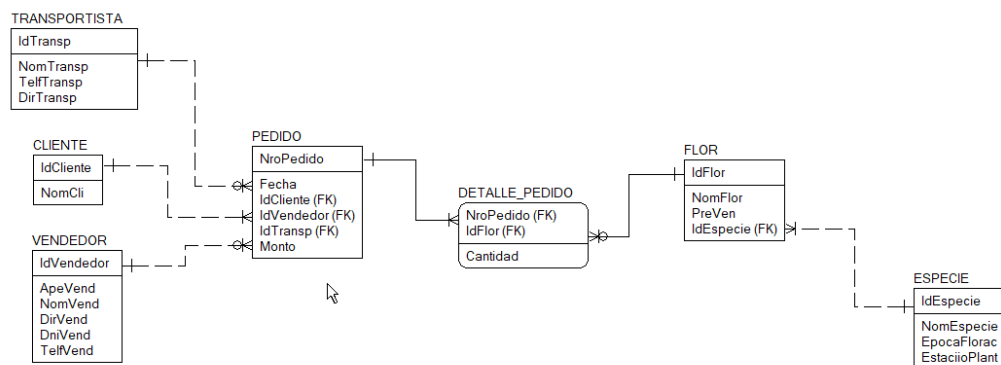 TRANSPORTISTA
IdTransp
NomTransp
TelfTransp
DirTransp
CLIENTE
IdCliente
NomCli
VENDEDOR
IdVendedor
ApeVend
NomVend
DirVend
DniVend
TelfVend
PEDIDO
NroPedido
Fecha
IdCliente (FK)
IdVendedor (FK)
IdTransp (FK)
Monto
DETALLE_PEDIDO
NroPedido (FK)
IdFlor (FK)
Cantidad
FLOR
IdFlor
NomFlor
PreVen
IdEspecie (FK)
ESPECIE
IdEspecie
NomEspecie
EpocaFlorac
EstaciioPlant